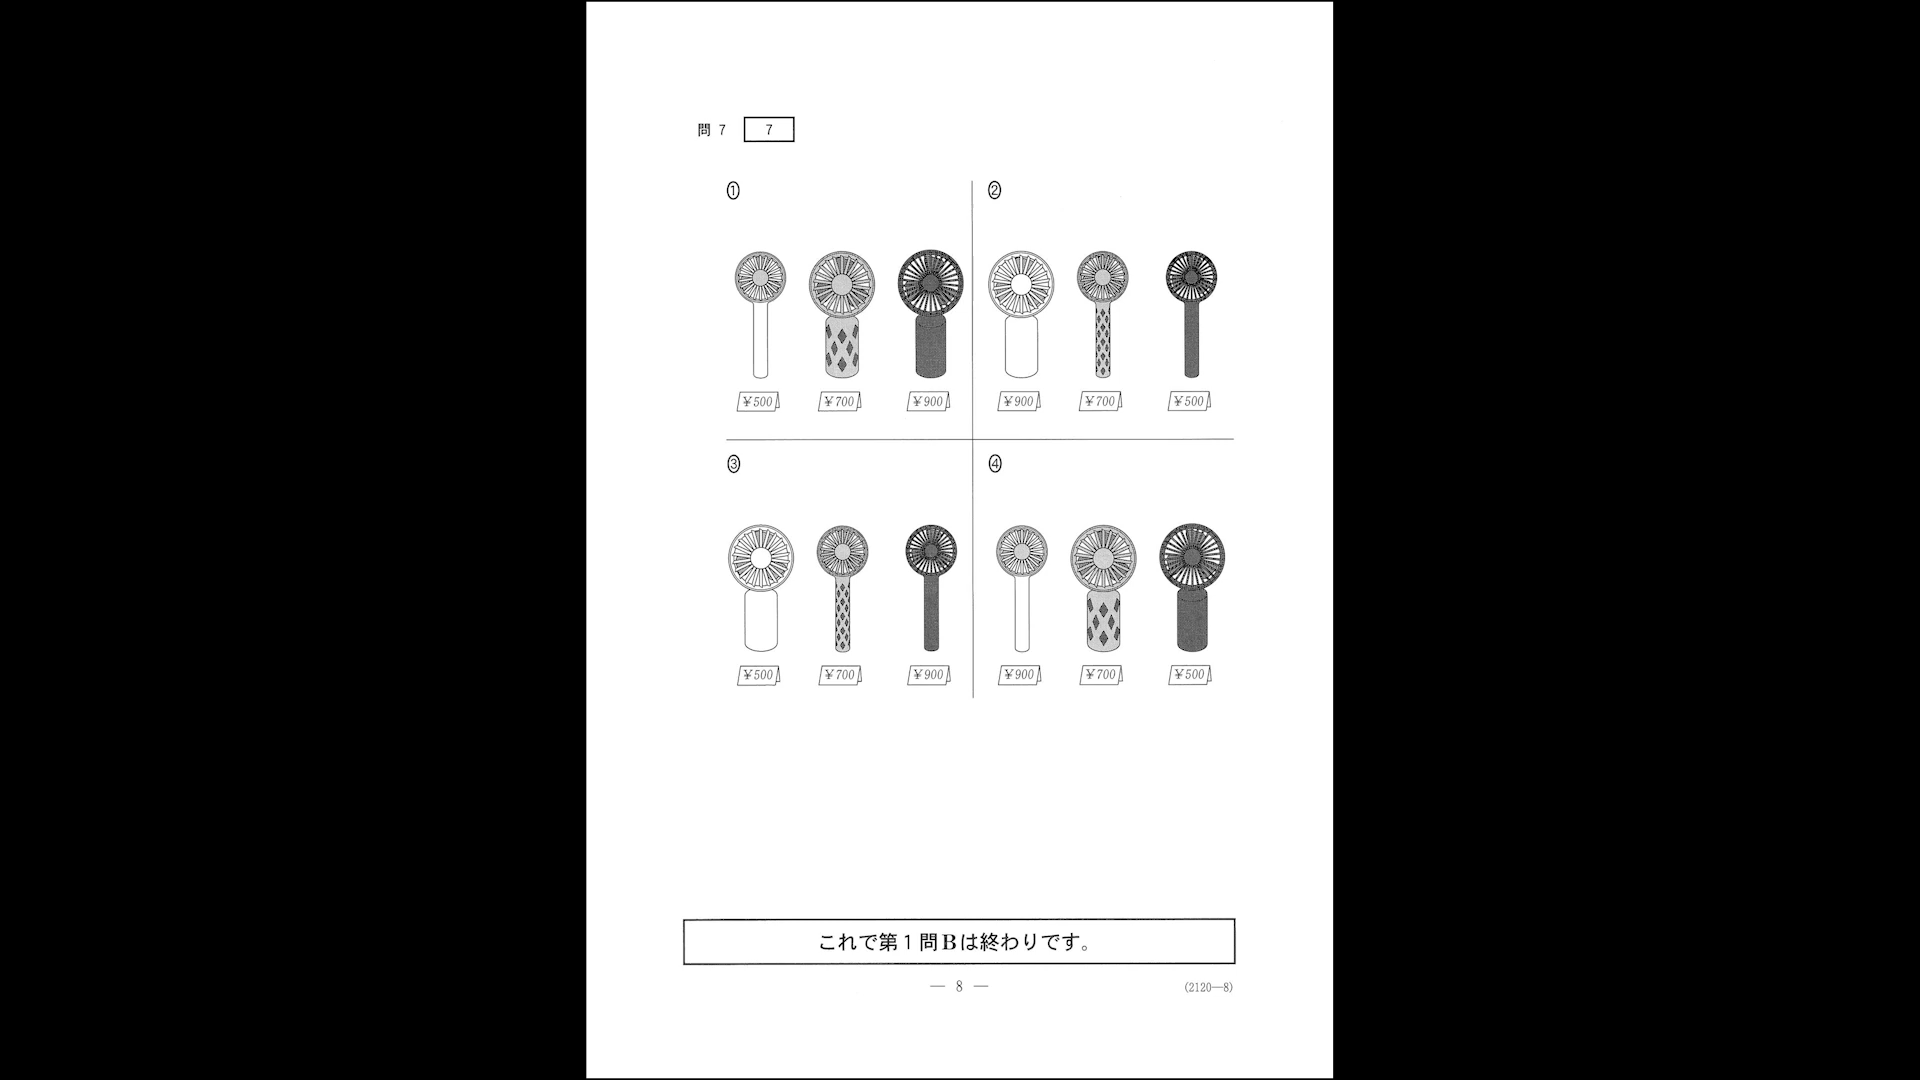 問 7 7
① ②
¥500 ¥700 ¥900 ¥900 ¥700 ¥500
③ ④
¥500 ¥700 ¥900 ¥900 ¥700 ¥500
これで第1問Bは終わりです。
— 8 — (2120—8)